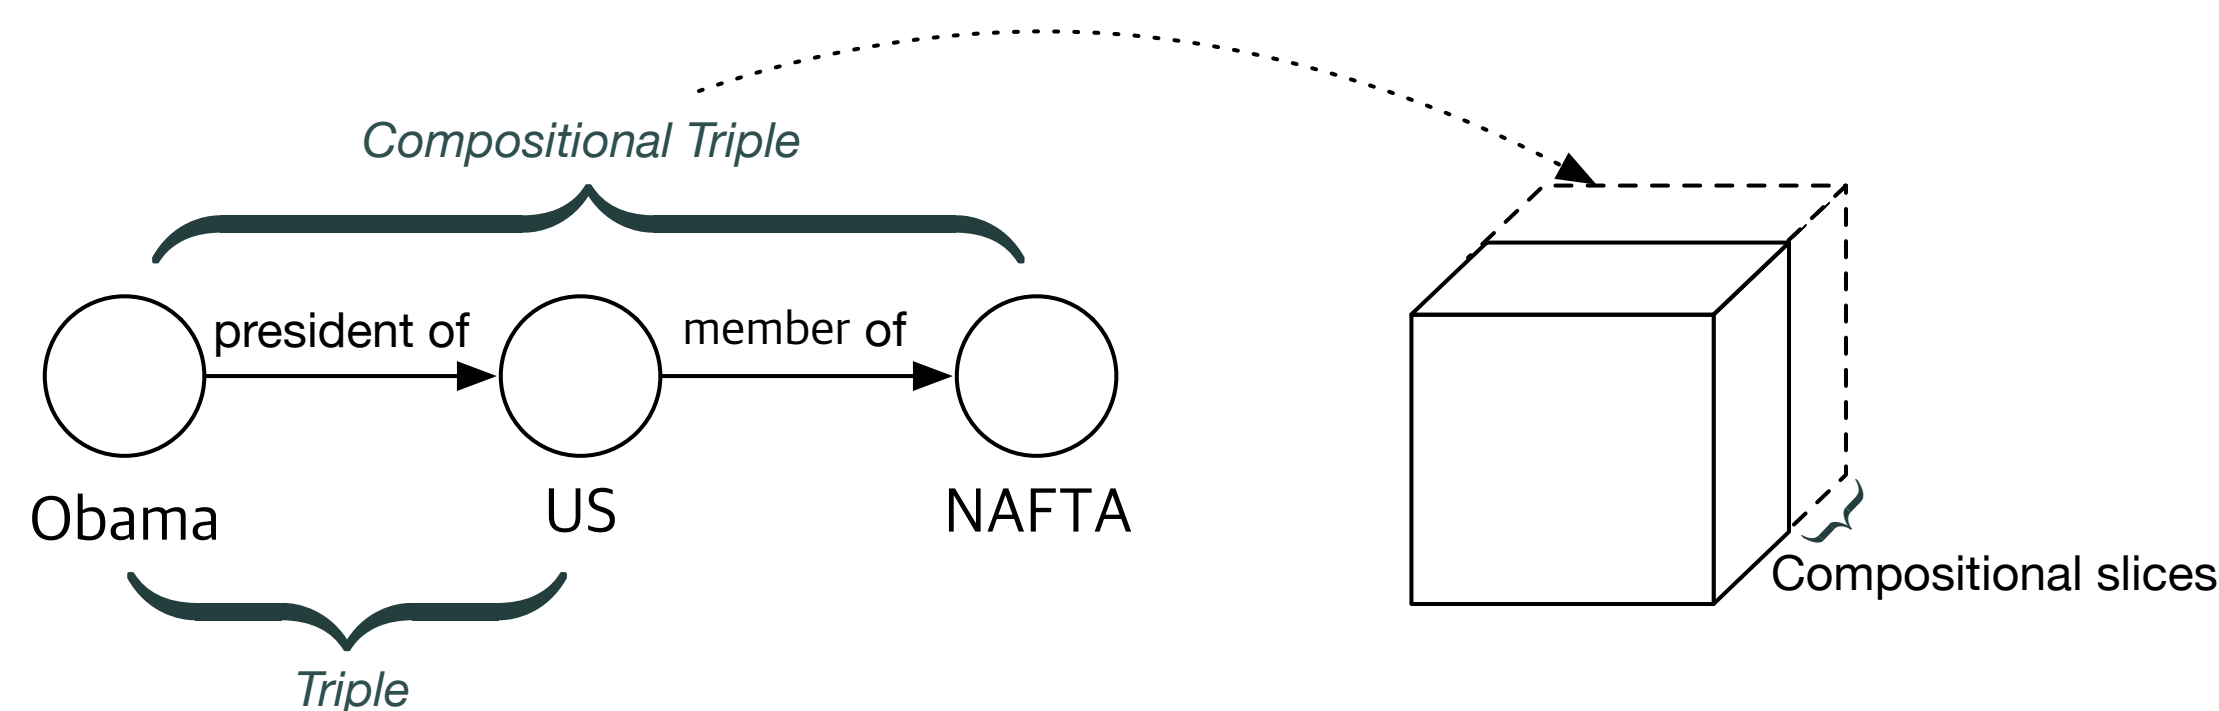 Compositional Triple
president of
member of
Obama
US
NAFTA
Compositional slices
Triple